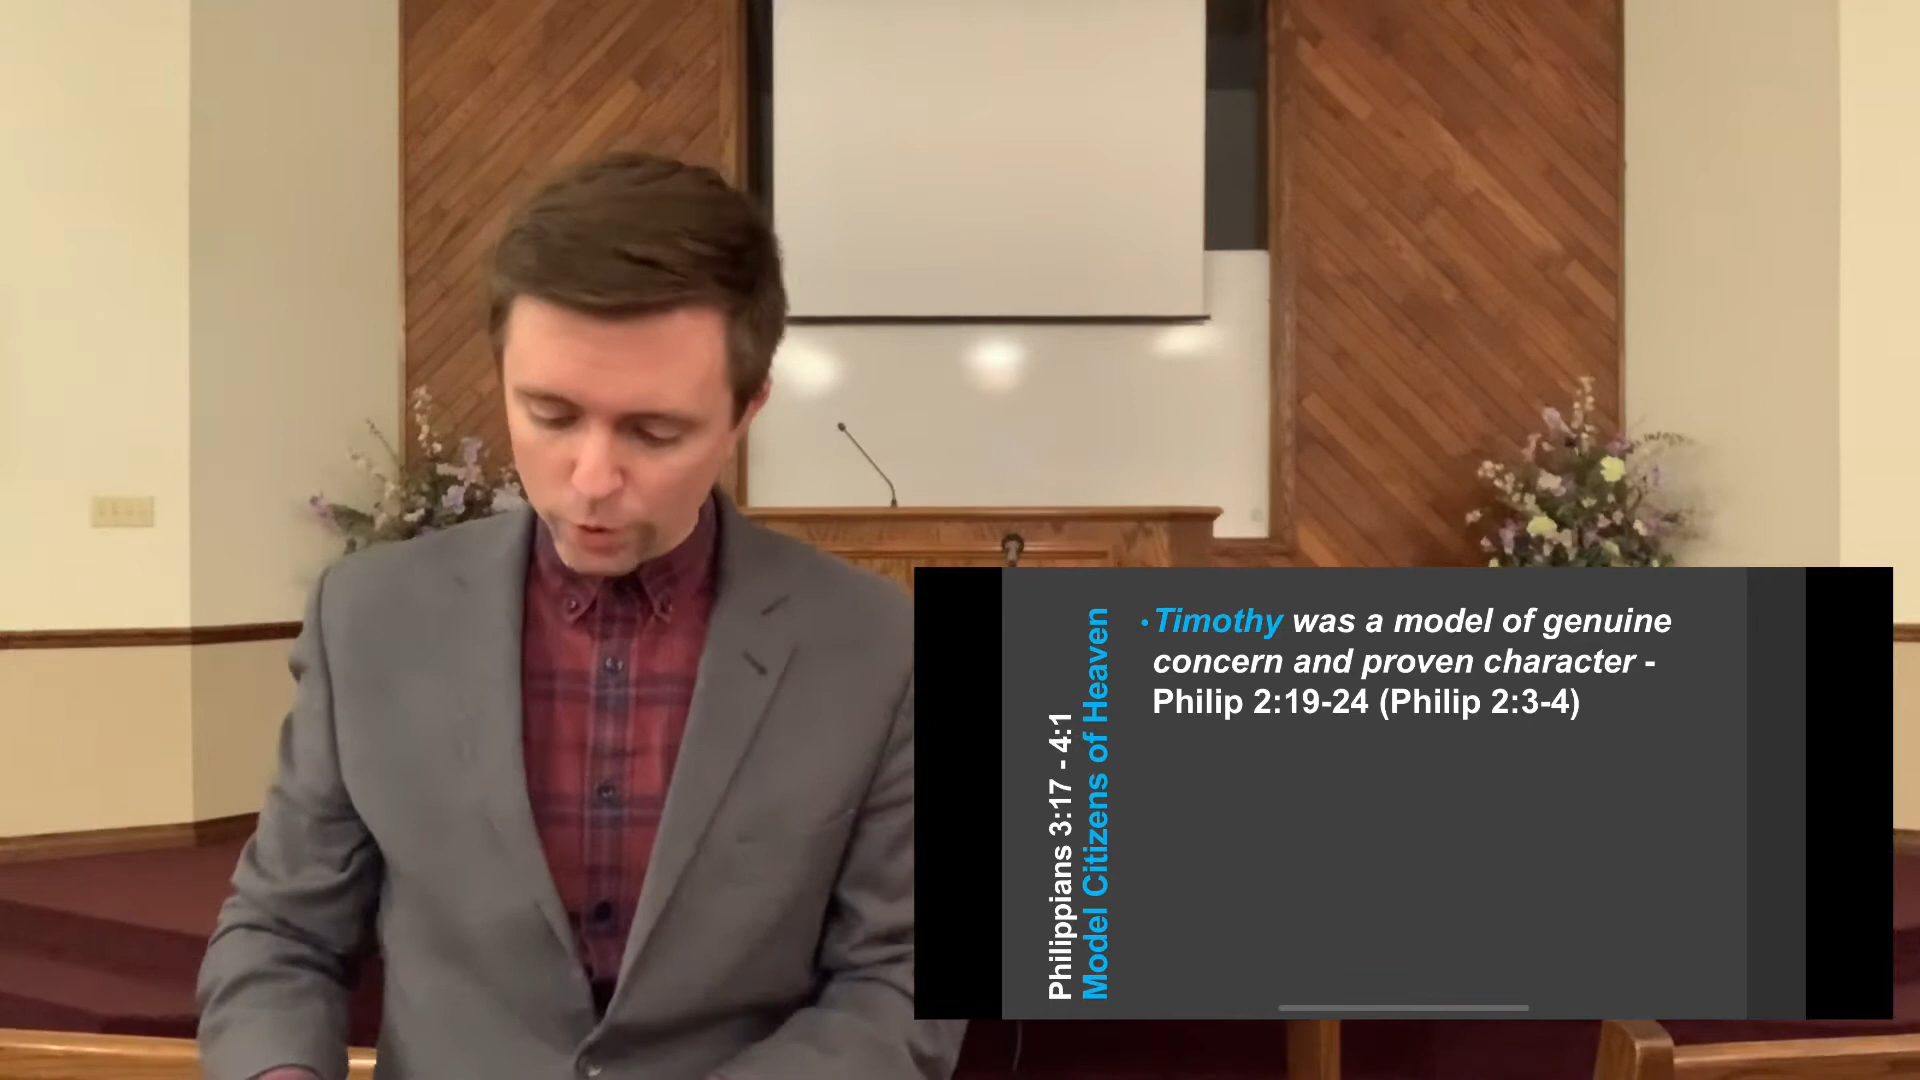 Philippians 3:17 - 4:1
Model Citizens of Heaven
• Timothy was a model of genuine
concern and proven character -
Philip 2:19-24 (Philip 2:3-4)